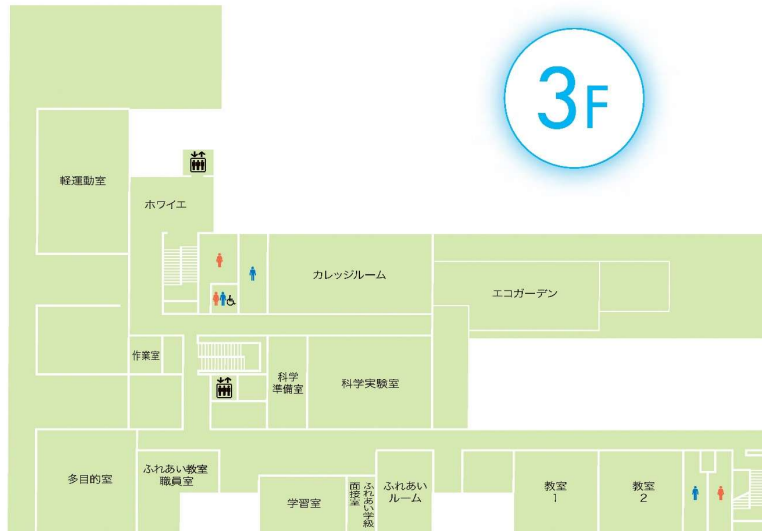 3F
軽運動室
ホワイエ
カレッジルーム
エコガーデン
作業室
科学
準備室
科学実験室
多目的室
ふれあい教室
職員室
学習室
ふれあい学級
面接室
ふれあい
ルーム
教室
1
教室
2